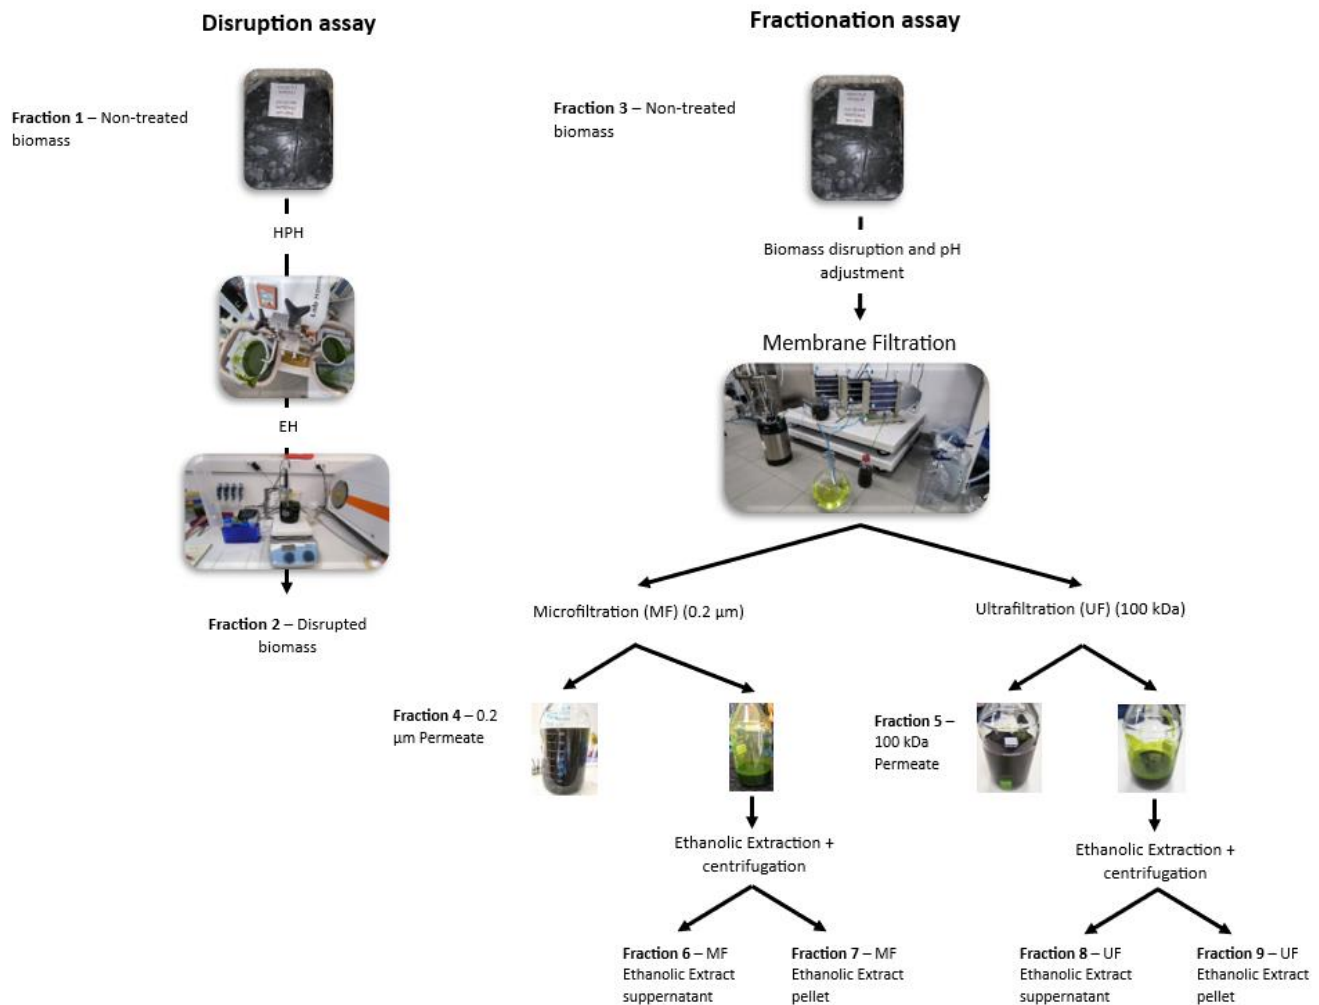 Disruption assay
Fractionation assay
Fraction 1 – Non-treated
biomass
HPH
EH
Fraction 2 – Disrupted
biomass
Fraction 3 – Non-treated
biomass
Biomass disruption and pH
adjustment
Membrane Filtration
Microfiltration (MF) (0.2 µm)
Ultrafiltration (UF) (100 kDa)
Fraction 4 – 0.2
µm Permeate
Fraction 5 –
100 kDa
Permeate
Ethanolic Extraction +
centrifugation
Ethanolic Extraction +
centrifugation
Fraction 6 – MF
Ethanolic Extract
suppernatant
Fraction 7 – MF
Ethanolic Extract
pellet
Fraction 8 – UF
Ethanolic Extract
supernatant
Fraction 9 – UF
Ethanolic Extract
pellet